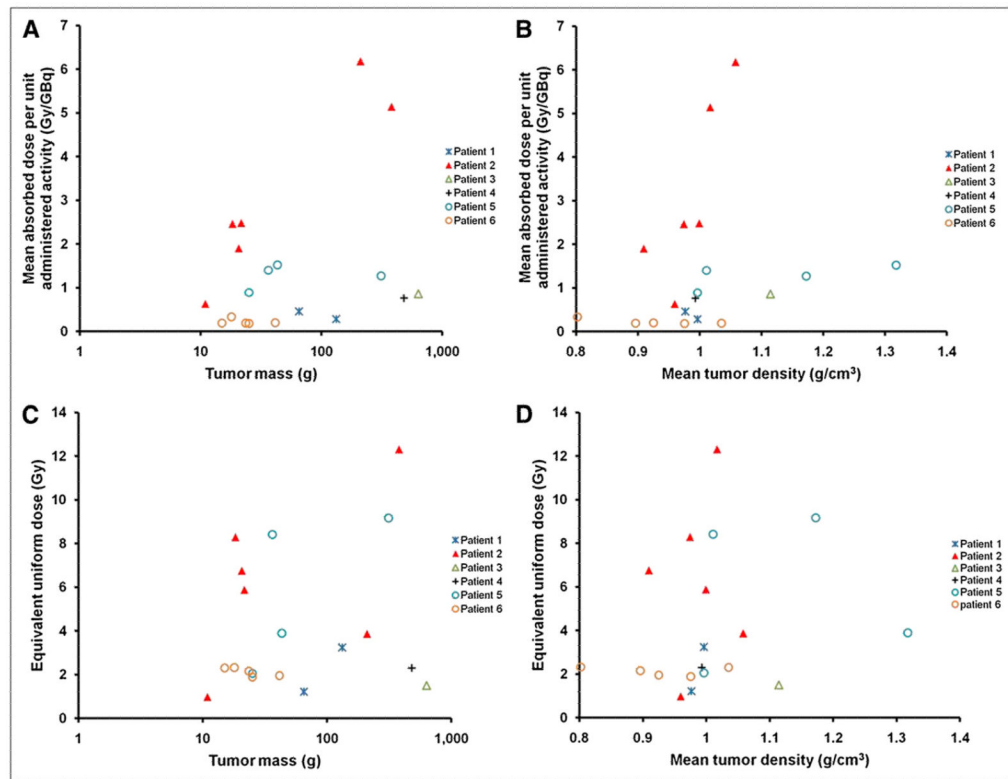 A
Mean absorbed dose per unit
administered activity (Gy/GBq)
7
6
5
4
3
2
1
0
1
10
100
1,000
Tumor mass (g)
Patient 1
Patient 2
Patient 3
Patient 4
Patient 5
Patient 6
B
Mean absorbed dose per unit
administered activity (Gy/GBq)
7
6
5
4
3
2
1
0
0.8
0.9
1
1.1
1.2
1.3
1.4
Mean tumor density (g/cm³)
Patient 1
Patient 2
Patient 3
Patient 4
Patient 5
Patient 6
C
Equivalent uniform dose (Gy)
14
12
10
8
6
4
2
0
1
10
100
1,000
Tumor mass (g)
Patient 1
Patient 2
Patient 3
Patient 4
Patient 5
Patient 6
D
Equivalent uniform dose (Gy)
14
12
10
8
6
4
2
0
0.8
0.9
1
1.1
1.2
1.3
1.4
Mean tumor density (g/cm³)
Patient 1
Patient 2
Patient 3
Patient 4
Patient 5
patient 6